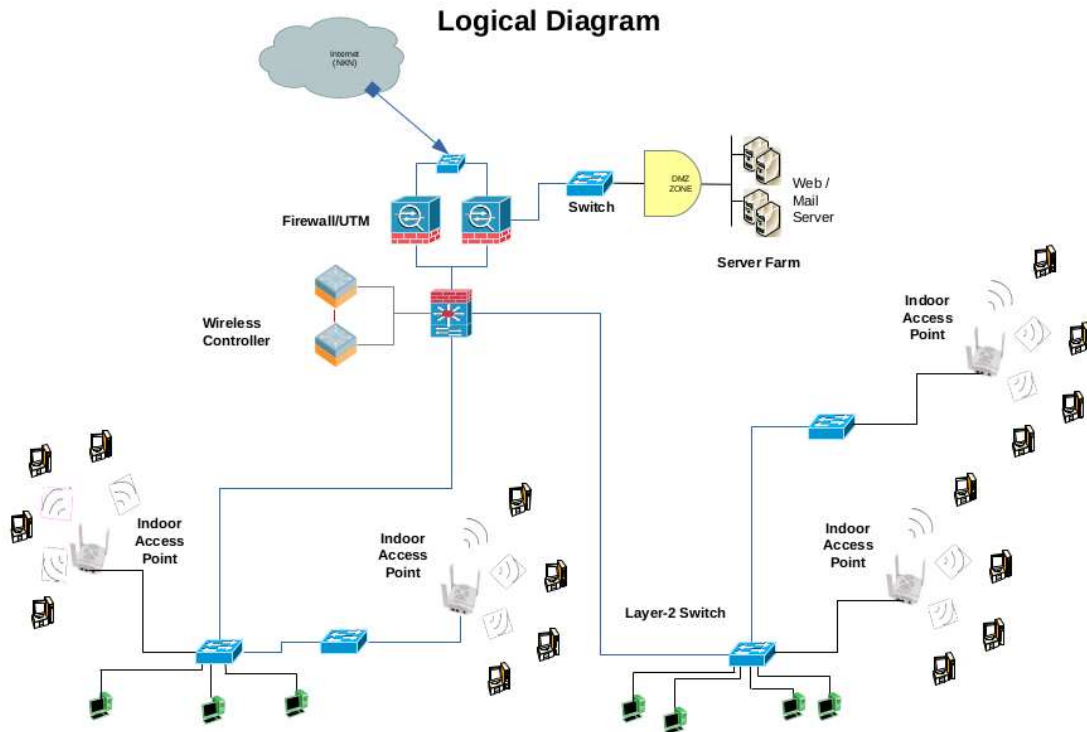 Logical Diagram
Internet
(NKN)
Firewall/UTM
Switch
DMZ
ZONE
Web /
Mail
Server
Server Farm
Wireless
Controller
Indoor
Access
Point
Indoor
Access
Point
Indoor
Access
Point
Indoor
Access
Point
Layer-2 Switch